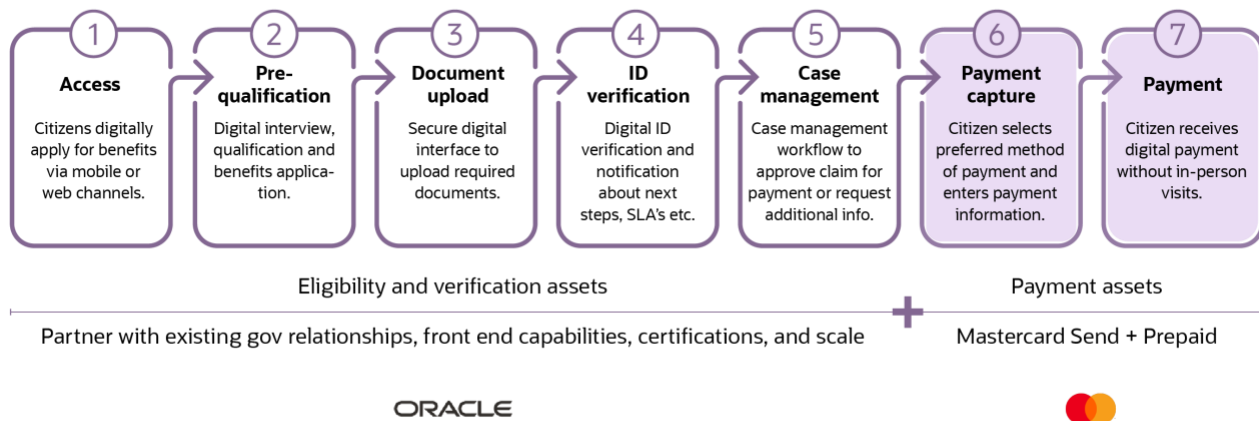 1
Access
Citizens digitally
apply for benefits
via mobile or
web channels.
2
Pre-
qualification
Digital interview,
qualification and
benefits applica-
tion.
3
Document
upload
Secure digital
interface to
upload required
documents.
4
ID
verification
Digital ID
verification and
notification
about next
steps, SLA's etc.
5
Case
management
Case management
workflow to
approve claim for
payment or request
additional info.
6
Payment
capture
Citizen selects
preferred method
of payment and
enters payment
information.
7
Payment
Citizen receives
digital payment
without in-person
visits.
Eligibility and verification assets
Partner with existing gov relationships, front end capabilities, certifications, and scale
ORACLE
+
Payment assets
Mastercard Send + Prepaid